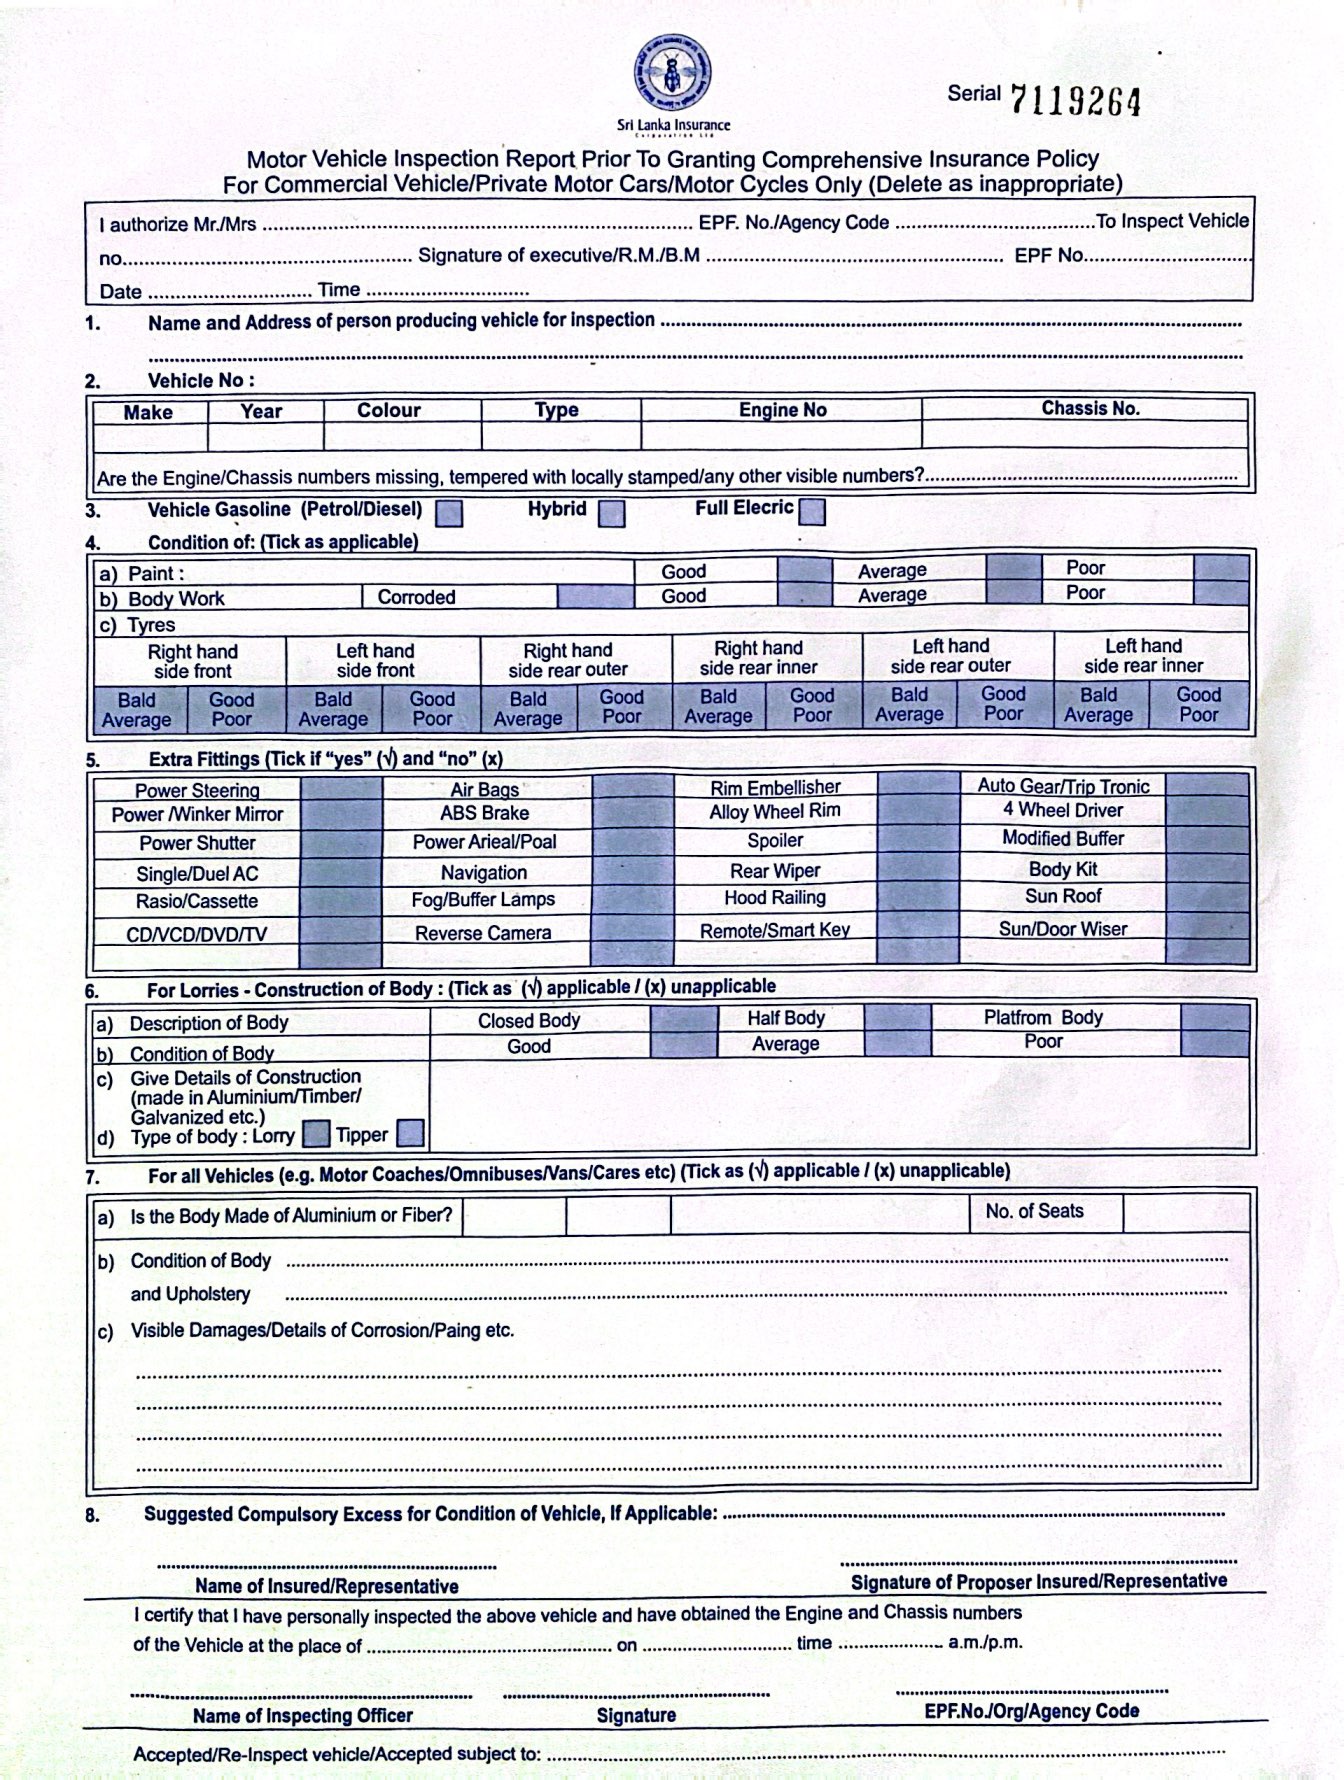 Sri Lanka Insurance
Corporation Ltd
Serial 7119264
Motor Vehicle Inspection Report Prior To Granting Comprehensive Insurance Policy
For Commercial Vehicle/Private Motor Cars/Motor Cycles Only (Delete as inappropriate)
I authorize Mr./Mrs ........ EPF. No./Agency Code ........ To Inspect Vehicle
no........ Signature of executive/R.M./B.M ........ EPF No........
Date ........ Time ........
1. Name and Address of person producing vehicle for inspection ........
2. Vehicle No :
Make Year Colour Type Engine No Chassis No.
Are the Engine/Chassis numbers missing, tempered with locally stamped/any other visible numbers?........
3. Vehicle Gasoline (Petrol/Diesel) Hybrid Full Elecric
4. Condition of: (Tick as applicable)
a) Paint : Good Average Poor
b) Body Work Corroded Good Average Poor
c) Tyres
Right hand Left hand Right hand Right hand Left hand Left hand
side front side front side rear outer side rear inner side rear outer side rear inner
Bald Good Bald Good Bald Good Bald Good Bald Good Bald Good
Average Poor Average Poor Average Poor Average Poor Average Poor Average Poor
5. Extra Fittings (Tick if “yes” (√) and “no” (x)
Power Steering Air Bags Rim Embellisher Auto Gear/Trip Tronic
Power /Winker Mirror ABS Brake Alloy Wheel Rim 4 Wheel Driver
Power Shutter Power Arieal/Poal Spoiler Modified Buffer
Single/Duel AC Navigation Rear Wiper Body Kit
Rasio/Cassette Fog/Buffer Lamps Hood Railing Sun Roof
CD/VCD/DVD/TV Reverse Camera Remote/Smart Key Sun/Door Wiser
6. For Lorries - Construction of Body : (Tick as (√) applicable / (x) unapplicable
a) Description of Body Closed Body Half Body Platfrom Body
b) Condition of Body Good Average Poor
c) Give Details of Construction
(made in Aluminium/Timber/
Galvanized etc.)
d) Type of body : Lorry Tipper
7. For all Vehicles (e.g. Motor Coaches/Omnibuses/Vans/Cares etc) (Tick as (√) applicable / (x) unapplicable)
a) Is the Body Made of Aluminium or Fiber? No. of Seats
b) Condition of Body ........
and Upholstery ........
c) Visible Damages/Details of Corrosion/Paing etc.
8. Suggested Compulsory Excess for Condition of Vehicle, If Applicable: ........
Name of Insured/Representative Signature of Proposer Insured/Representative
I certify that I have personally inspected the above vehicle and have obtained the Engine and Chassis numbers
of the Vehicle at the place of ........ on ........ time ........ a.m./p.m.
Name of Inspecting Officer Signature EPF.No./Org/Agency Code
Accepted/Re-Inspect vehicle/Accepted subject to: ........